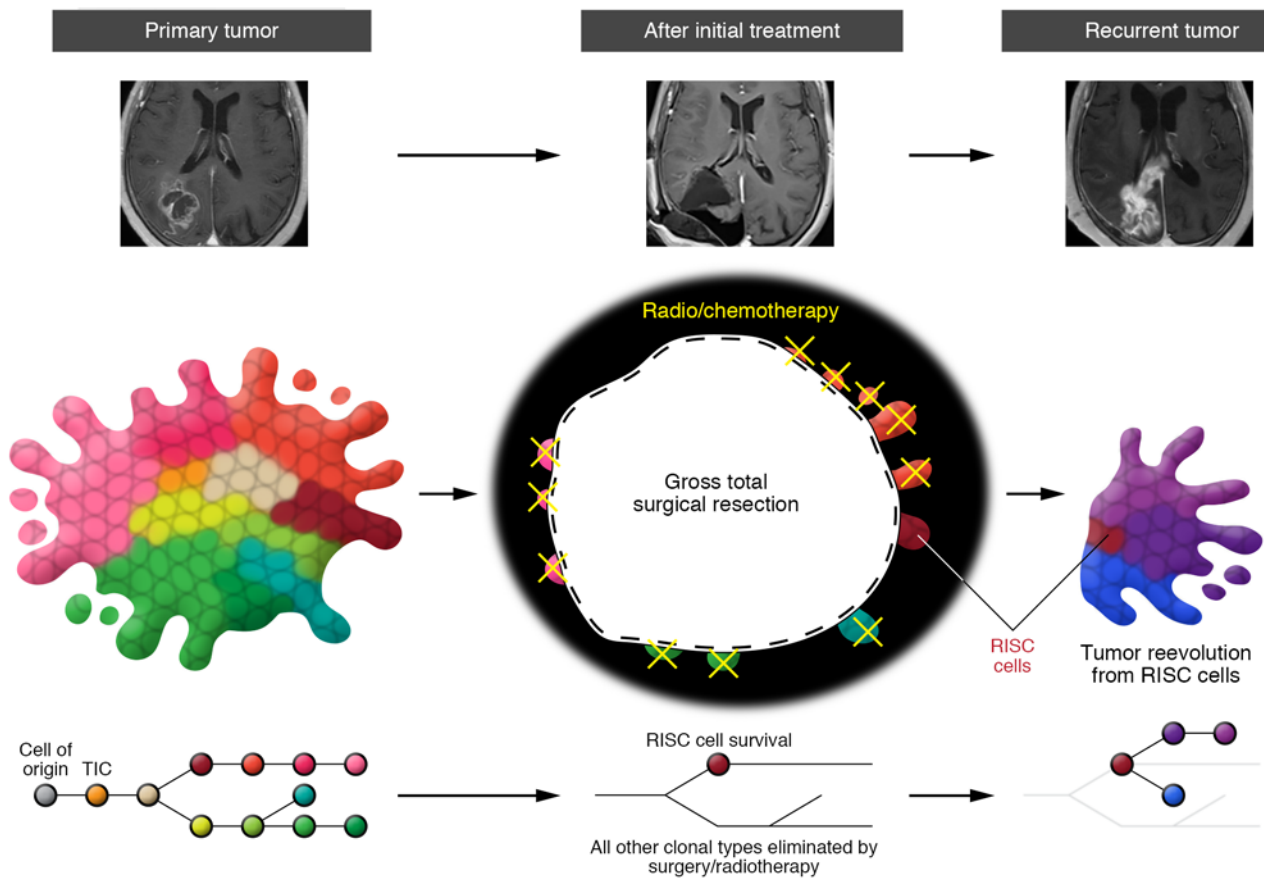 Primary tumor
After initial treatment
Recurrent tumor
Radio/chemotherapy
Gross total
surgical resection
RISC
cells
Tumor reevolution
from RISC cells
Cell of
origin
TIC
RISC cell survival
All other clonal types eliminated by
surgery/radiotherapy